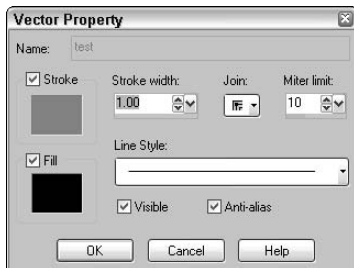 Vector Property
Name: test
Stroke
Stroke width:
Join:
Miter limit:
1.00
10
Fill
Line Style:
Visible
Anti-alias
OK
Cancel
Help